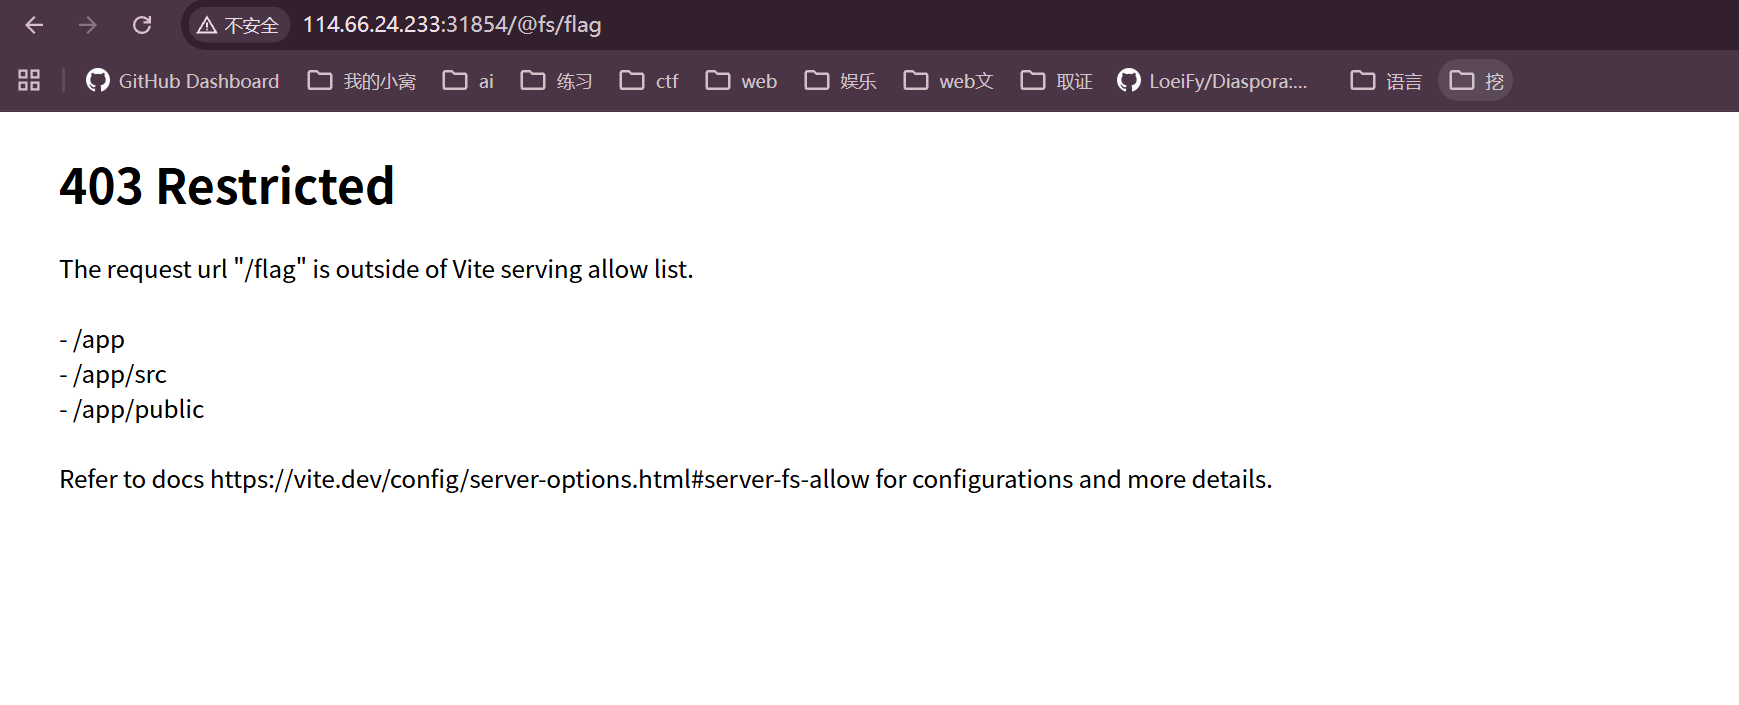 不安全 114.66.24.233:31854/@fs/flag
GitHub Dashboard 我的小窝 ai 练习 ctf web 娱乐 web文 取证 LoeiFy/Diaspora:... 语言 挖
403 Restricted
The request url "/flag" is outside of Vite serving allow list.
- /app
- /app/src
- /app/public
Refer to docs https://vite.dev/config/server-options.html#server-fs-allow for configurations and more details.